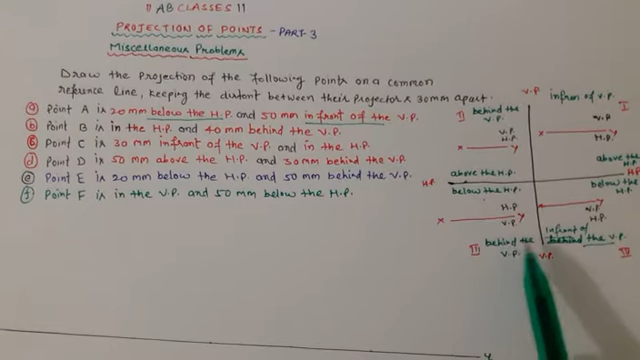 " AB CLASSES "
PROJECTION OF POINTS - PART-3
Miscellaneous Problems
Draw the projection of the following points on a common
reference line, keeping the distant between their projectors 30mm apart.
(a) Point A is 20 mm below the H.P. and 50 mm in front of the V.P.
(b) Point B is in the H.P. and 40 mm behind the V.P.
(c) Point C is 30 mm infront of the V.P. and in the H.P.
(d) Point D is 50 mm above the H.P. and 30 mm behind the V.P.
(e) Point E is 20 mm below the H.P. and 50 mm behind the V.P.
(f) Point F is in the V.P. and 50 mm below the H.P.
V.P.
II behind the V.P.
infron of V.P. I
V.P.
H.P.
X Y
V.P.
X Y
H.P.
above the H.P.
above the H.P.
H.P. H.P.
below the H.P.
below the H.P.
H.P.
X Y
V.P.
X Y
V.P.
H.P.
III behind the V.P.
infront of
behind the V.P.
V.P. IV
Y